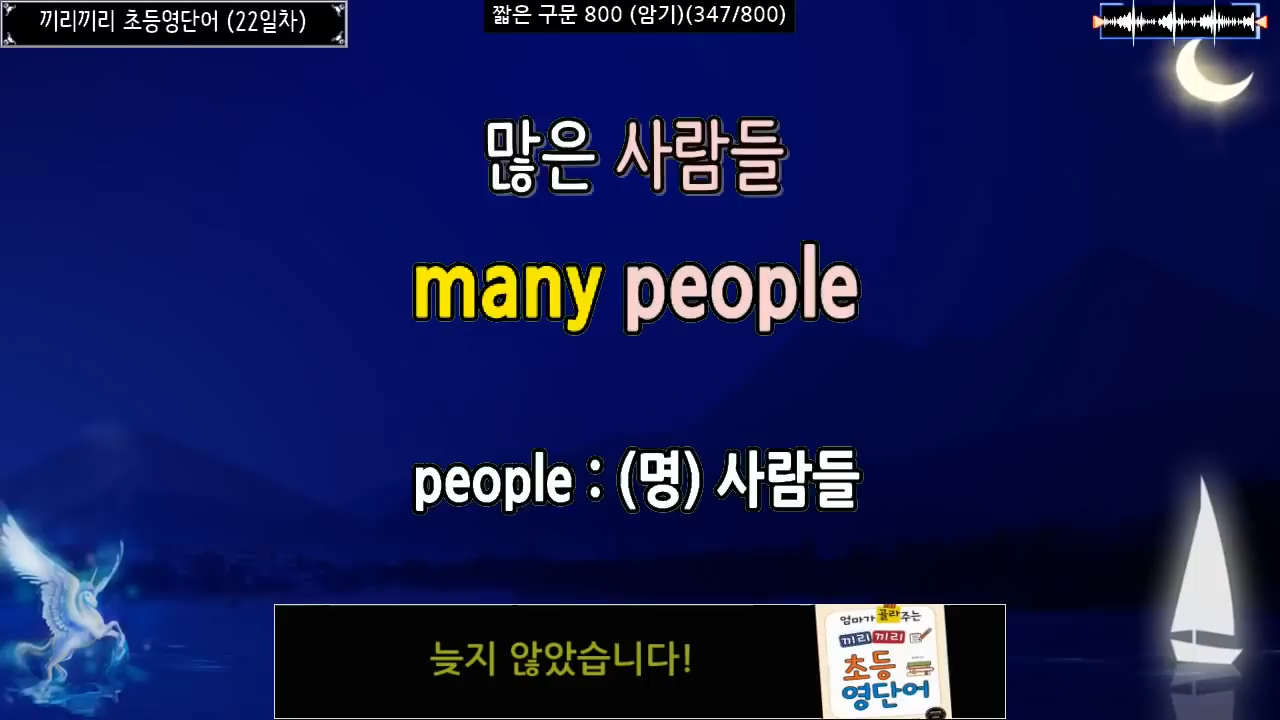 끼리끼리 초등영단어 (22일차)
짧은 구문 800 (암기)(347/800)
많은 사람들
many people
people : (명) 사람들
늦지 않았습니다!
엄마가 골라주는
끼리끼리
초등
영단어